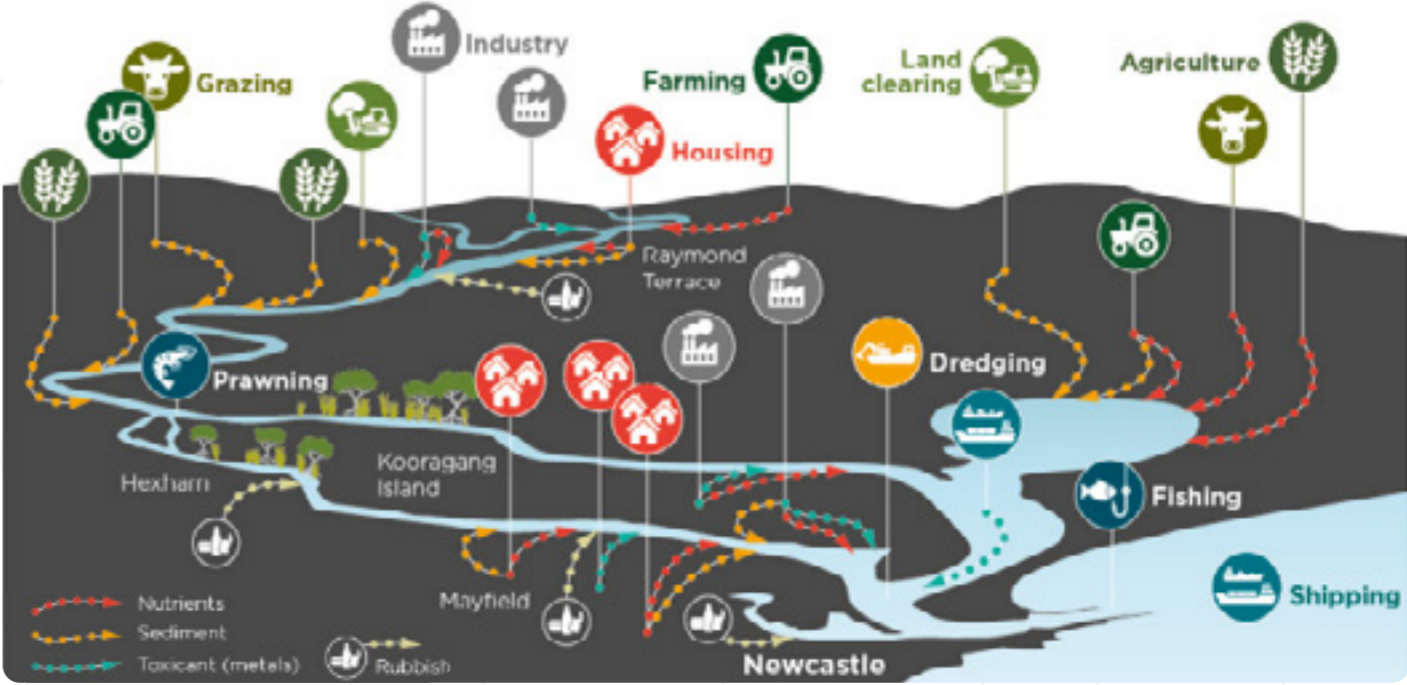 Industry
Grazing
Farming
Land
clearing
Agriculture
Housing
Raymond
Terrace
Prawning
Dredging
Kooragang
Island
Hexham
Fishing
Mayfield
Shipping
Nutrients
Sediment
Toxicant (metals)
Rubbish
Newcastle